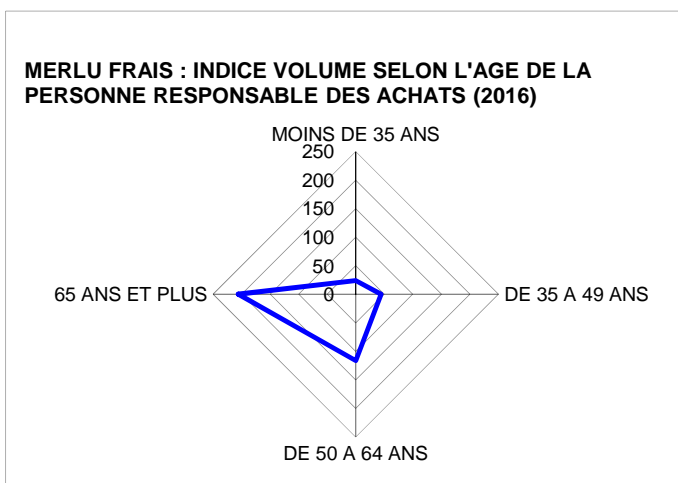 MERLU FRAIS : INDICE VOLUME SELON L'AGE DE LA
PERSONNE RESPONSABLE DES ACHATS (2016)
MOINS DE 35 ANS
250
200
150
100
50
0
65 ANS ET PLUS
DE 35 A 49 ANS
DE 50 A 64 ANS